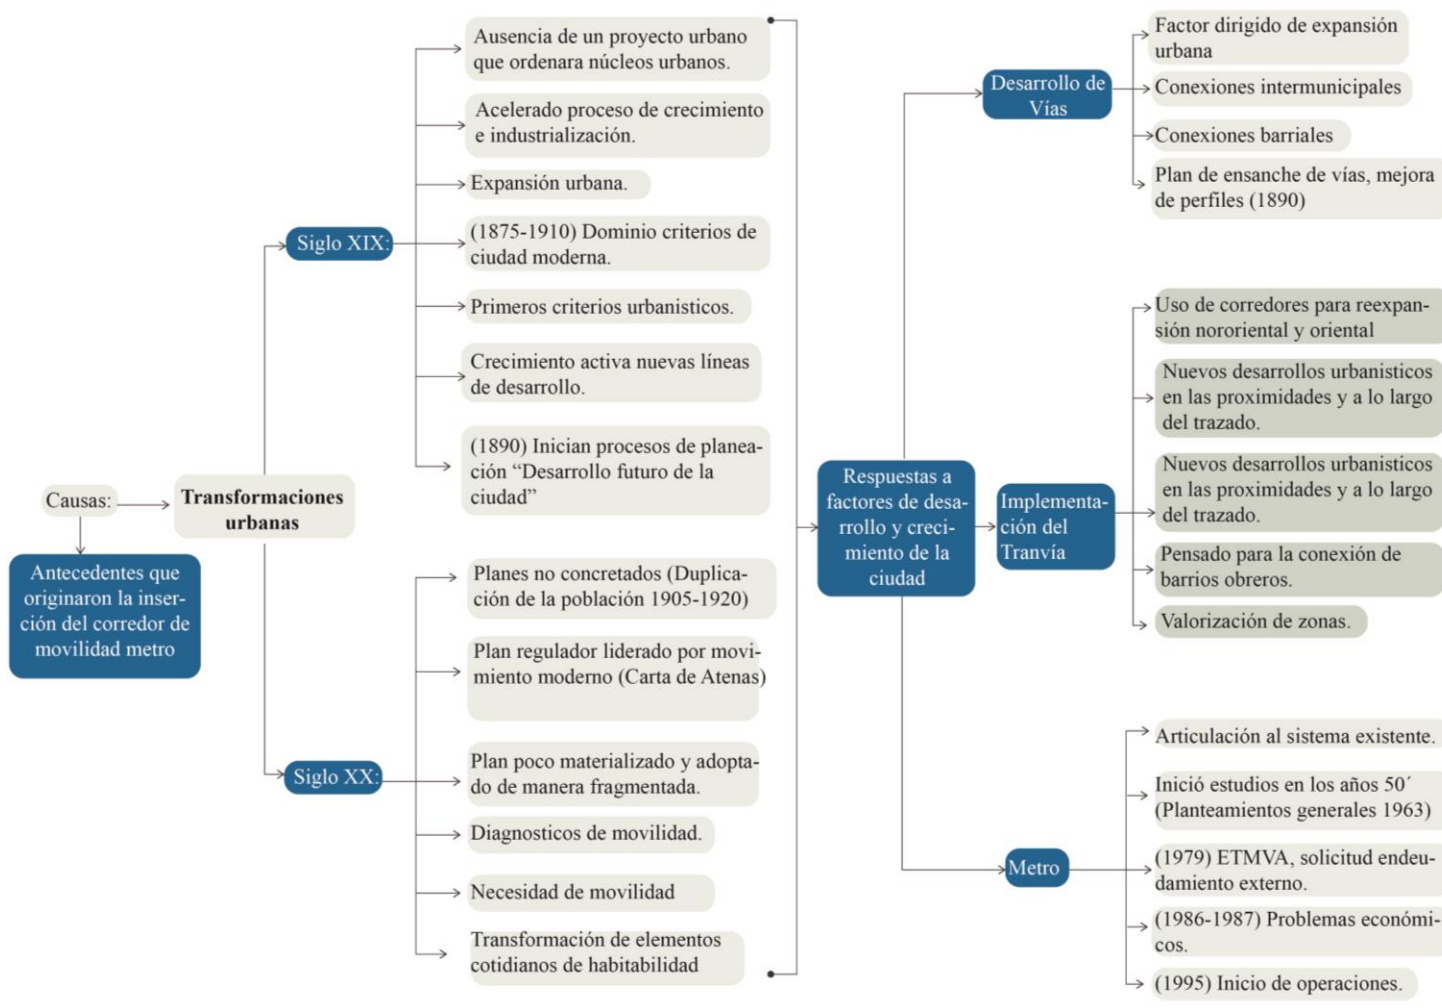 Causas:
Antecedentes que
originaron la inser-
ción del corredor de
movilidad metro
Transformaciones
urbanas
Siglo XIX:
Ausencia de un proyecto urbano
que ordenara núcleos urbanos.
Acelerado proceso de crecimiento
e industrialización.
Expansión urbana.
(1875-1910) Dominio criterios de
ciudad moderna.
Primeros criterios urbanisticos.
Crecimiento activa nuevas líneas
de desarrollo.
(1890) Inician procesos de planea-
ción “Desarrollo futuro de la
ciudad”
Siglo XX:
Planes no concretados (Duplica-
ción de la población 1905-1920)
Plan regulador liderado por movi-
miento moderno (Carta de Atenas)
Plan poco materializado y adopta-
do de manera fragmentada.
Diagnosticos de movilidad.
Necesidad de movilidad
Transformación de elementos
cotidianos de habitabilidad
Respuestas a
factores de desa-
rrollo y creci-
miento de la
ciudad
Desarrollo de
Vías
Factor dirigido de expansión
urbana
Conexiones intermunicipales
Conexiones barriales
Plan de ensanche de vías, mejora
de perfiles (1890)
Implementa-
ción del
Tranvía
Uso de corredores para reexpan-
sión nororiental y oriental
Nuevos desarrollos urbanisticos
en las proximidades y a lo largo
del trazado.
Nuevos desarrollos urbanisticos
en las proximidades y a lo largo
del trazado.
Pensado para la conexión de
barrios obreros.
Valorización de zonas.
Metro
Articulación al sistema existente.
Inició estudios en los años 50´
(Planteamientos generales 1963)
(1979) ETMVA, solicitud endeu-
damiento externo.
(1986-1987) Problemas económi-
cos.
(1995) Inicio de operaciones.